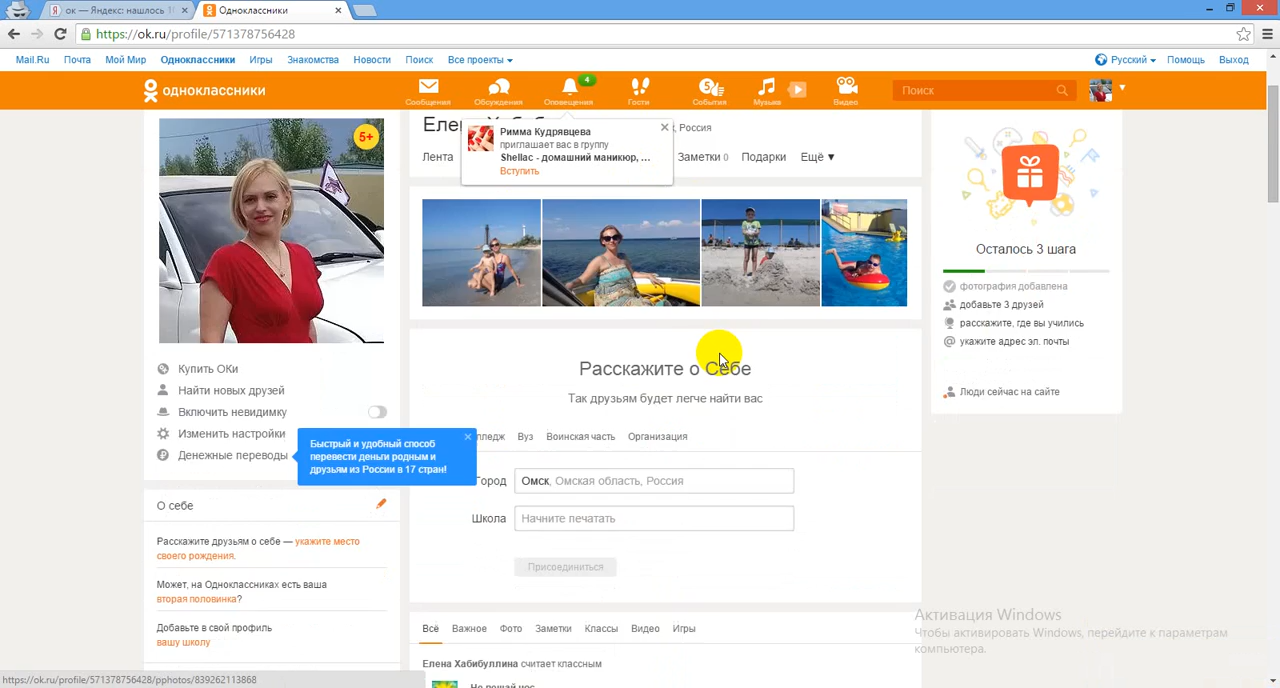 ок — Яндекс: нашлось 10
Одноклассники
https://ok.ru/profile/571378756428
Mail.Ru Почта Мой Мир Одноклассники Игры Знакомства Новости Поиск Все проекты Русский Помощь Выход
одноклассники
4
5
Сообщения Обсуждения Оповещения Гости События Музыка Видео
Поиск
5+
Купить ОКи
Найти новых друзей
Включить невидимку
Изменить настройки
Денежные переводы
Быстрый и удобный способ
перевести деньги родным и
друзьям из России в 17 стран!
О себе
Расскажите друзьям о себе — укажите место
своего рождения.
Может, на Одноклассниках есть ваша
вторая половинка?
Добавьте в свой профиль
вашу школу
Елена , Россия
Лента Заметки 0 Подарки Ещё ▼
Римма Кудрявцева
приглашает вас в группу
Shellac - домашний маникюр, ...
Вступить
Расскажите о Себе
Так друзьям будет легче найти вас
лледж Вуз Воинская часть Организация
Город Омск, Омская область, Россия
Школа Начните печатать
Присоединиться
Всё Важное Фото Заметки Классы Видео Игры
Елена Хабибуллина считает классным
Не решай нос
Осталось 3 шага
фотография добавлена
добавьте 3 друзей
расскажите, где вы учились
укажите адрес эл. почты
Люди сейчас на сайте
Активация Windows
Чтобы активировать Windows, перейдите к параметрам
компьютера.
https://ok.ru/profile/571378756428/pphotos/839262113868